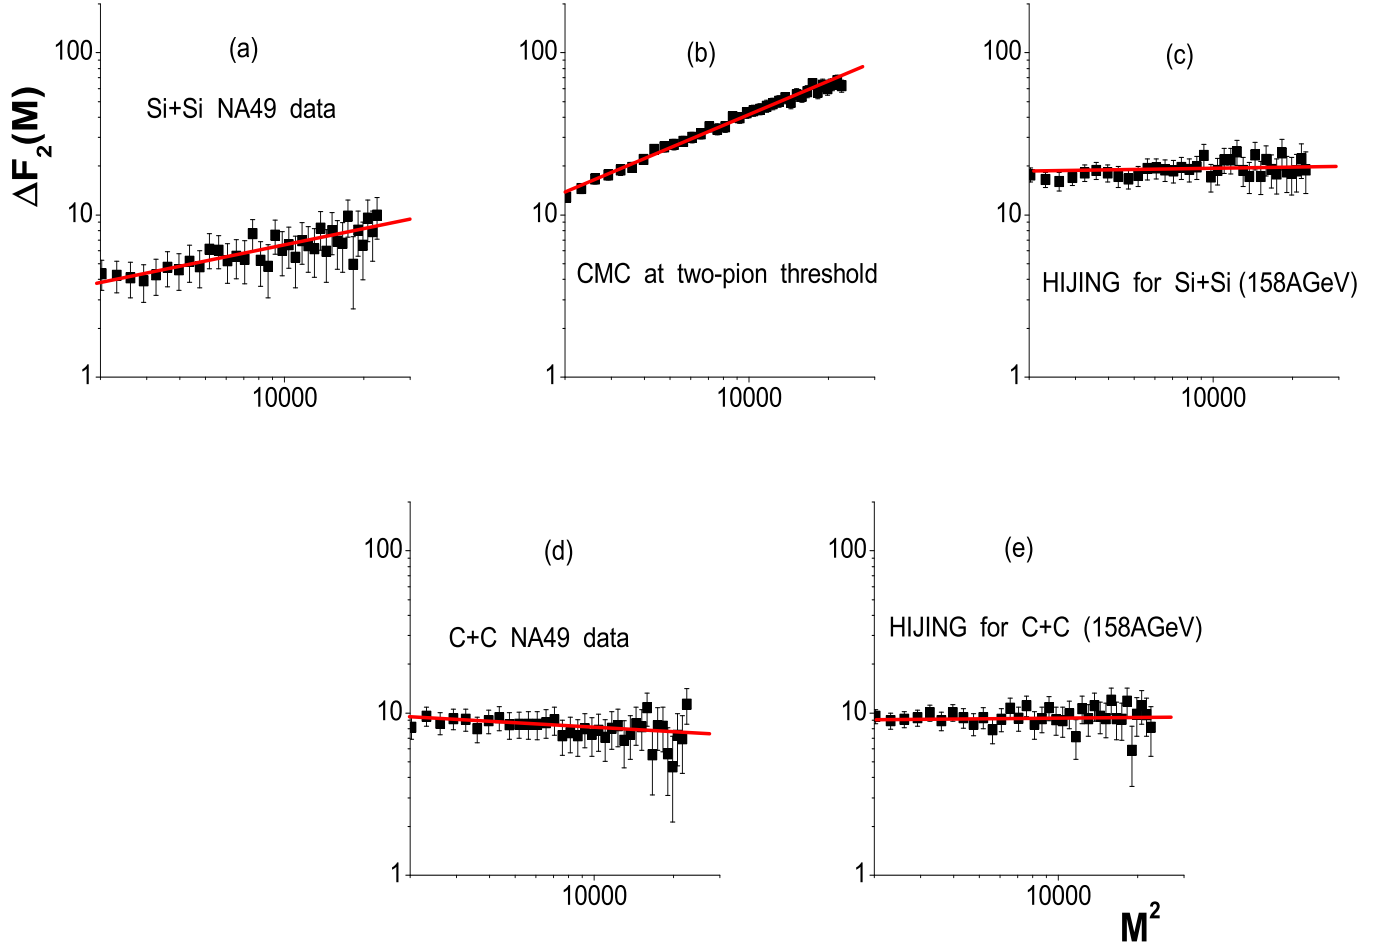 ΔF₂(M)
(a)
Si+Si NA49 data
100
10
1
10000
(b)
CMC at two-pion threshold
100
10
1
10000
(c)
HIJING for Si+Si (158AGeV)
100
10
1
10000
(d)
C+C NA49 data
100
10
1
10000
(e)
HIJING for C+C (158AGeV)
100
10
1
10000
M²